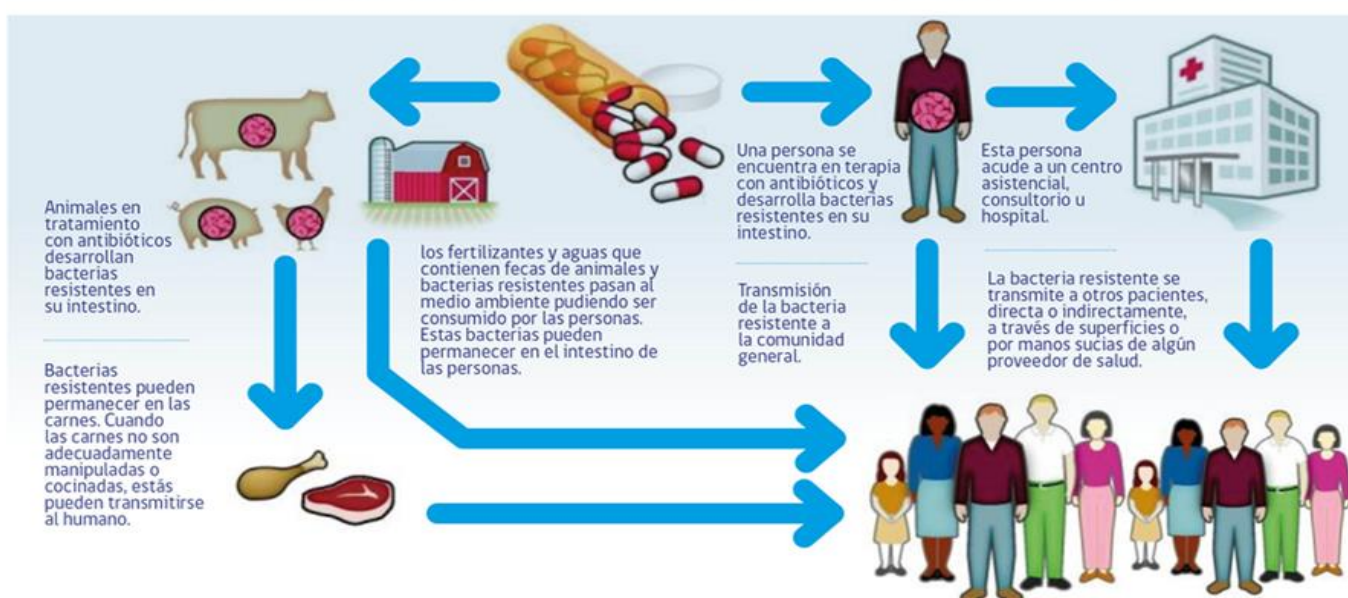 Animales en
tratamiento
con antibióticos
desarrollan
bacterias
resistentes en
su intestino.
Bacterias
resistentes pueden
permanecer en las
carnes. Cuando
las carnes no son
adecuadamente
manipuladas o
cocinadas, estás
pueden transmitirse
al humano.
los fertilizantes y aguas que
contienen fecas de animales y
bacterias resistentes pasan al
medio ambiente pudiendo ser
consumido por las personas.
Estas bacterias pueden
permanecer en el intestino de
las personas.
Una persona se
encuentra en terapia
con antibióticos y
desarrolla bacterias
resistentes en su
intestino.
Transmisión
de la bacteria
resistente a
la comunidad
general.
Esta persona
acude a un centro
asistencial,
consultorio u
hospital.
La bacteria resistente se
transmite a otros pacientes,
directa o indirectamente,
a través de superficies o
por manos sucias de algún
proveedor de salud.